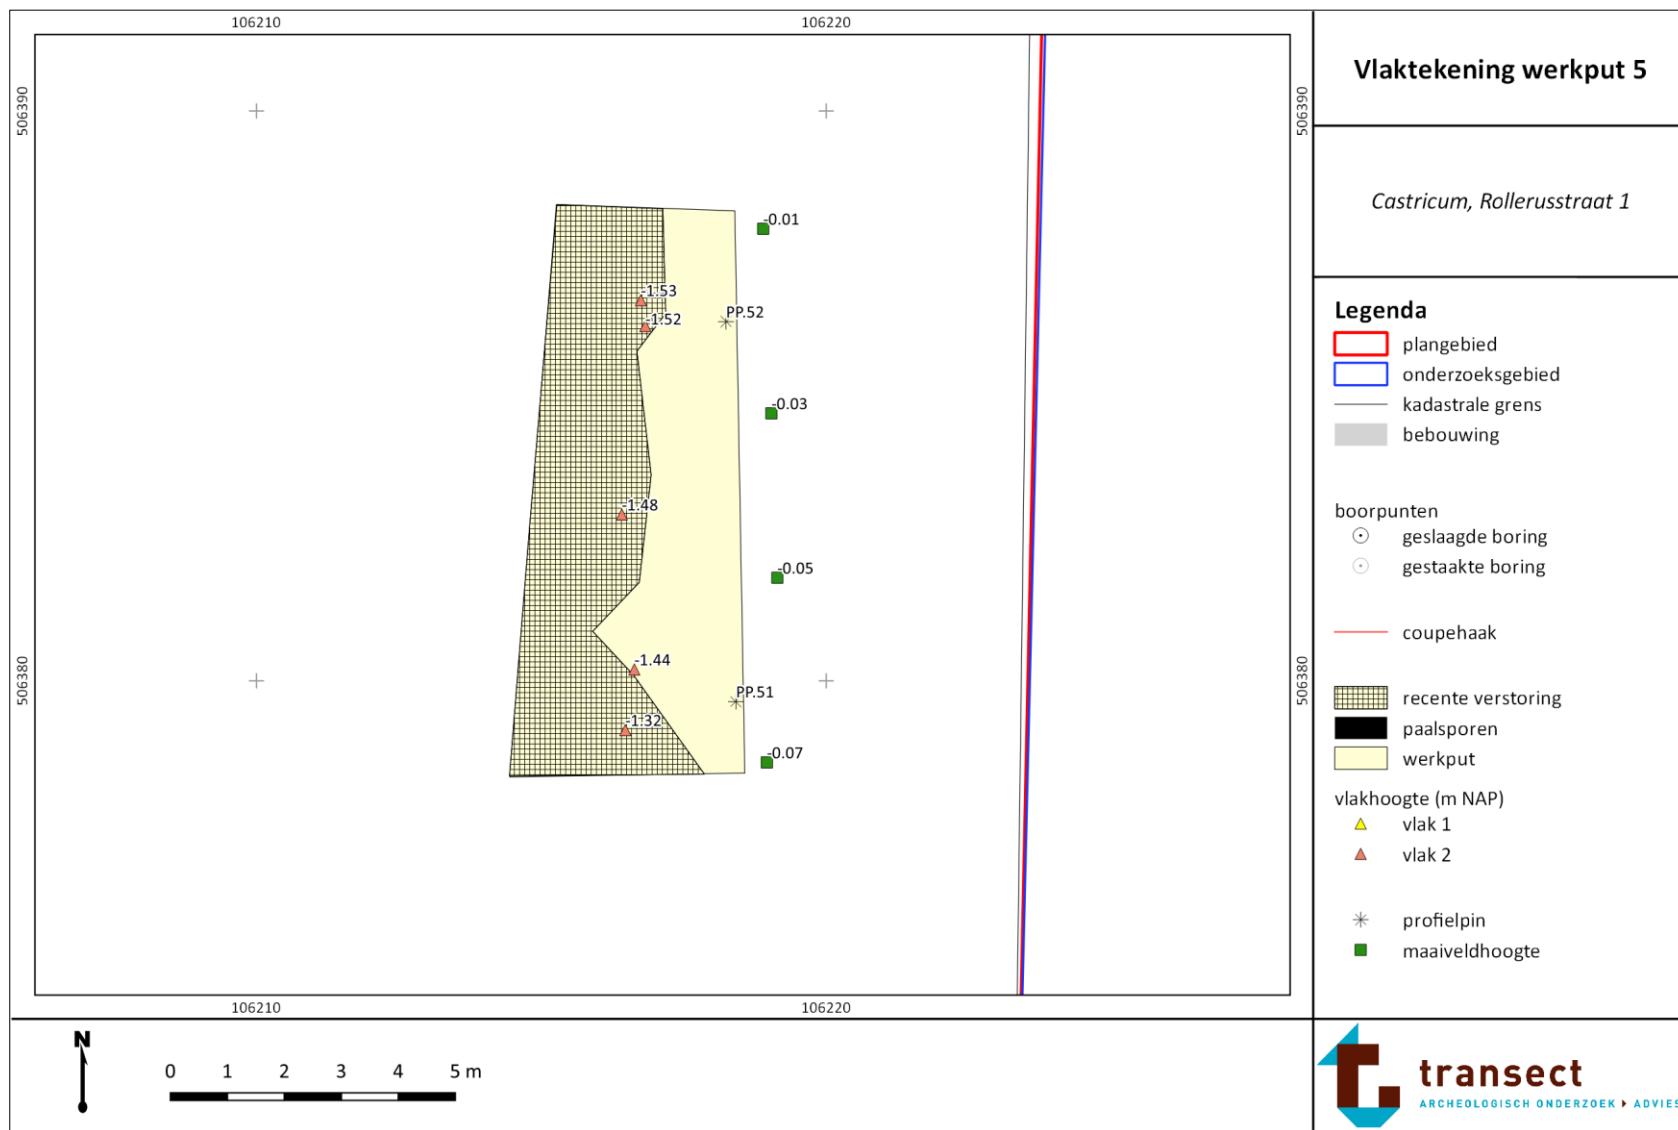 106210
106220
Vlaktekening werkput 5
506390
506390
Castricum, Rollerusstraat 1
-0.01
-1.53
PP.52
-1.52
Legenda
plangebied
onderzoeksgebied
-0.03
kadastrale grens
bebouwing
-1.48
boorpunten
geslaagde boring
-0.05
gestaakte boring
coupehaak
-1.44
506380
506380
PP.51
recente verstoring
-1.32
paalsporen
-0.07
werkput
vlakhoogte (m NAP)
vlak 1
vlak 2
profielpin
maaiveldhoogte
106210
106220
N
0 1 2 3 4 5 m
transect
ARCHEOLOGISCH ONDERZOEK ▸ ADVIES